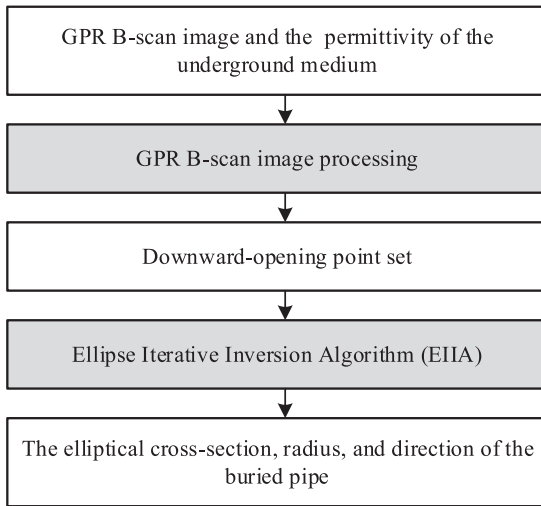 GPR B-scan image and the permittivity of the
underground medium
GPR B-scan image processing
Downward-opening point set
Ellipse Iterative Inversion Algorithm (EIIA)
The elliptical cross-section, radius, and direction of the
buried pipe